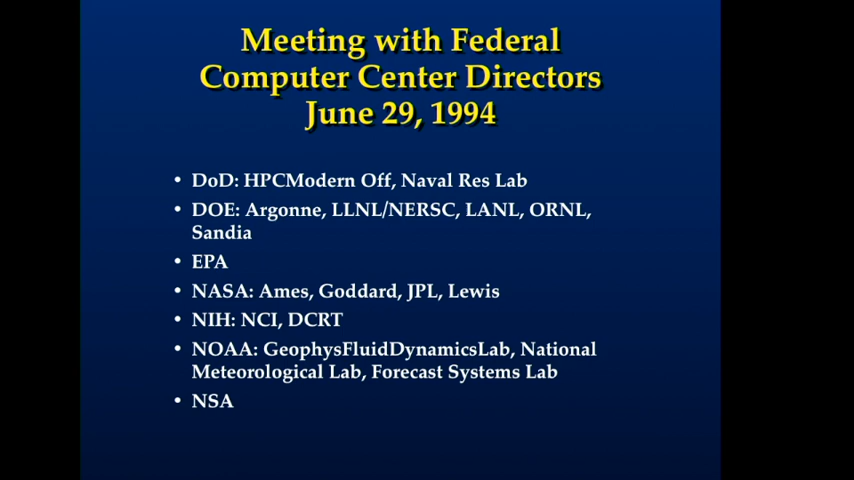 Meeting with Federal
Computer Center Directors
June 29, 1994
• DoD: HPCModern Off, Naval Res Lab
• DOE: Argonne, LLNL/NERSC, LANL, ORNL,
Sandia
• EPA
• NASA: Ames, Goddard, JPL, Lewis
• NIH: NCI, DCRT
• NOAA: GeophysFluidDynamicsLab, National
Meteorological Lab, Forecast Systems Lab
• NSA